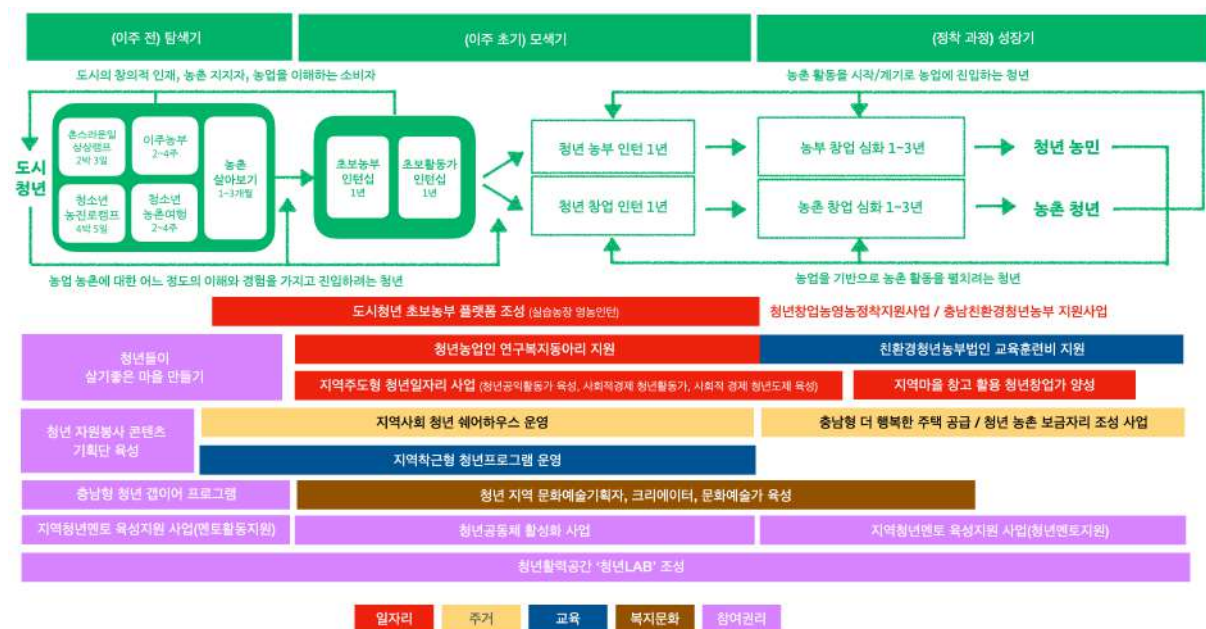 (이주 전) 탐색기
(이주 초기) 모색기
(정착 과정) 성장기
도시의 창의적 인재, 농촌 지지자, 농업을 이해하는 소비자
농촌 활동을 시작/계기로 농업에 진입하는 청년
도시
청년
촌스러운일
상상캠프
2박 3일
이주농부
2~4주
청소년
농진로캠프
4박 5일
청소년
농촌여행
2~4주
농촌
살아보기
1~3개월
초보농부
인턴십
1년
초보활동가
인턴십
1년
청년 농부 인턴 1년
청년 창업 인턴 1년
농부 창업 심화 1~3년
농촌 창업 심화 1~3년
청년 농민
농촌 청년
농업 농촌에 대한 어느 정도의 이해와 경험을 가지고 진입하려는 청년
농업을 기반으로 농촌 활동을 펼치려는 청년
도시청년 초보농부 플랫폼 조성 (실습농장 영농인턴)
청년창업농영농정착지원사업 / 충남친환경청년농부 지원사업
청년들이
살기좋은 마을 만들기
청년농업인 연구복지동아리 지원
친환경청년농부법인 교육훈련비 지원
지역주도형 청년일자리 사업 (청년공익활동가 육성, 사회적경제 청년활동가, 사회적 경제 청년도제 육성)
지역마을 창고 활용 청년창업가 양성
청년 자원봉사 콘텐츠
기획단 육성
지역사회 청년 쉐어하우스 운영
충남형 더 행복한 주택 공급 / 청년 농촌 보금자리 조성 사업
지역착근형 청년프로그램 운영
충남형 청년 갭이어 프로그램
청년 지역 문화예술기획자, 크리에이터, 문화예술가 육성
지역청년멘토 육성지원 사업(멘토활동지원)
청년공동체 활성화 사업
지역청년멘토 육성지원 사업(청년멘토지원)
청년활력공간 ‘청년LAB’ 조성
일자리
주거
교육
복지문화
참여권리